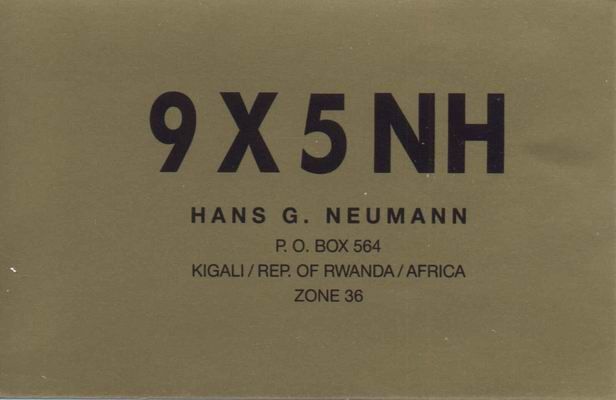 9X5NH
HANS G. NEUMANN
P. O. BOX 564
KIGALI / REP. OF RWANDA / AFRICA
ZONE 36